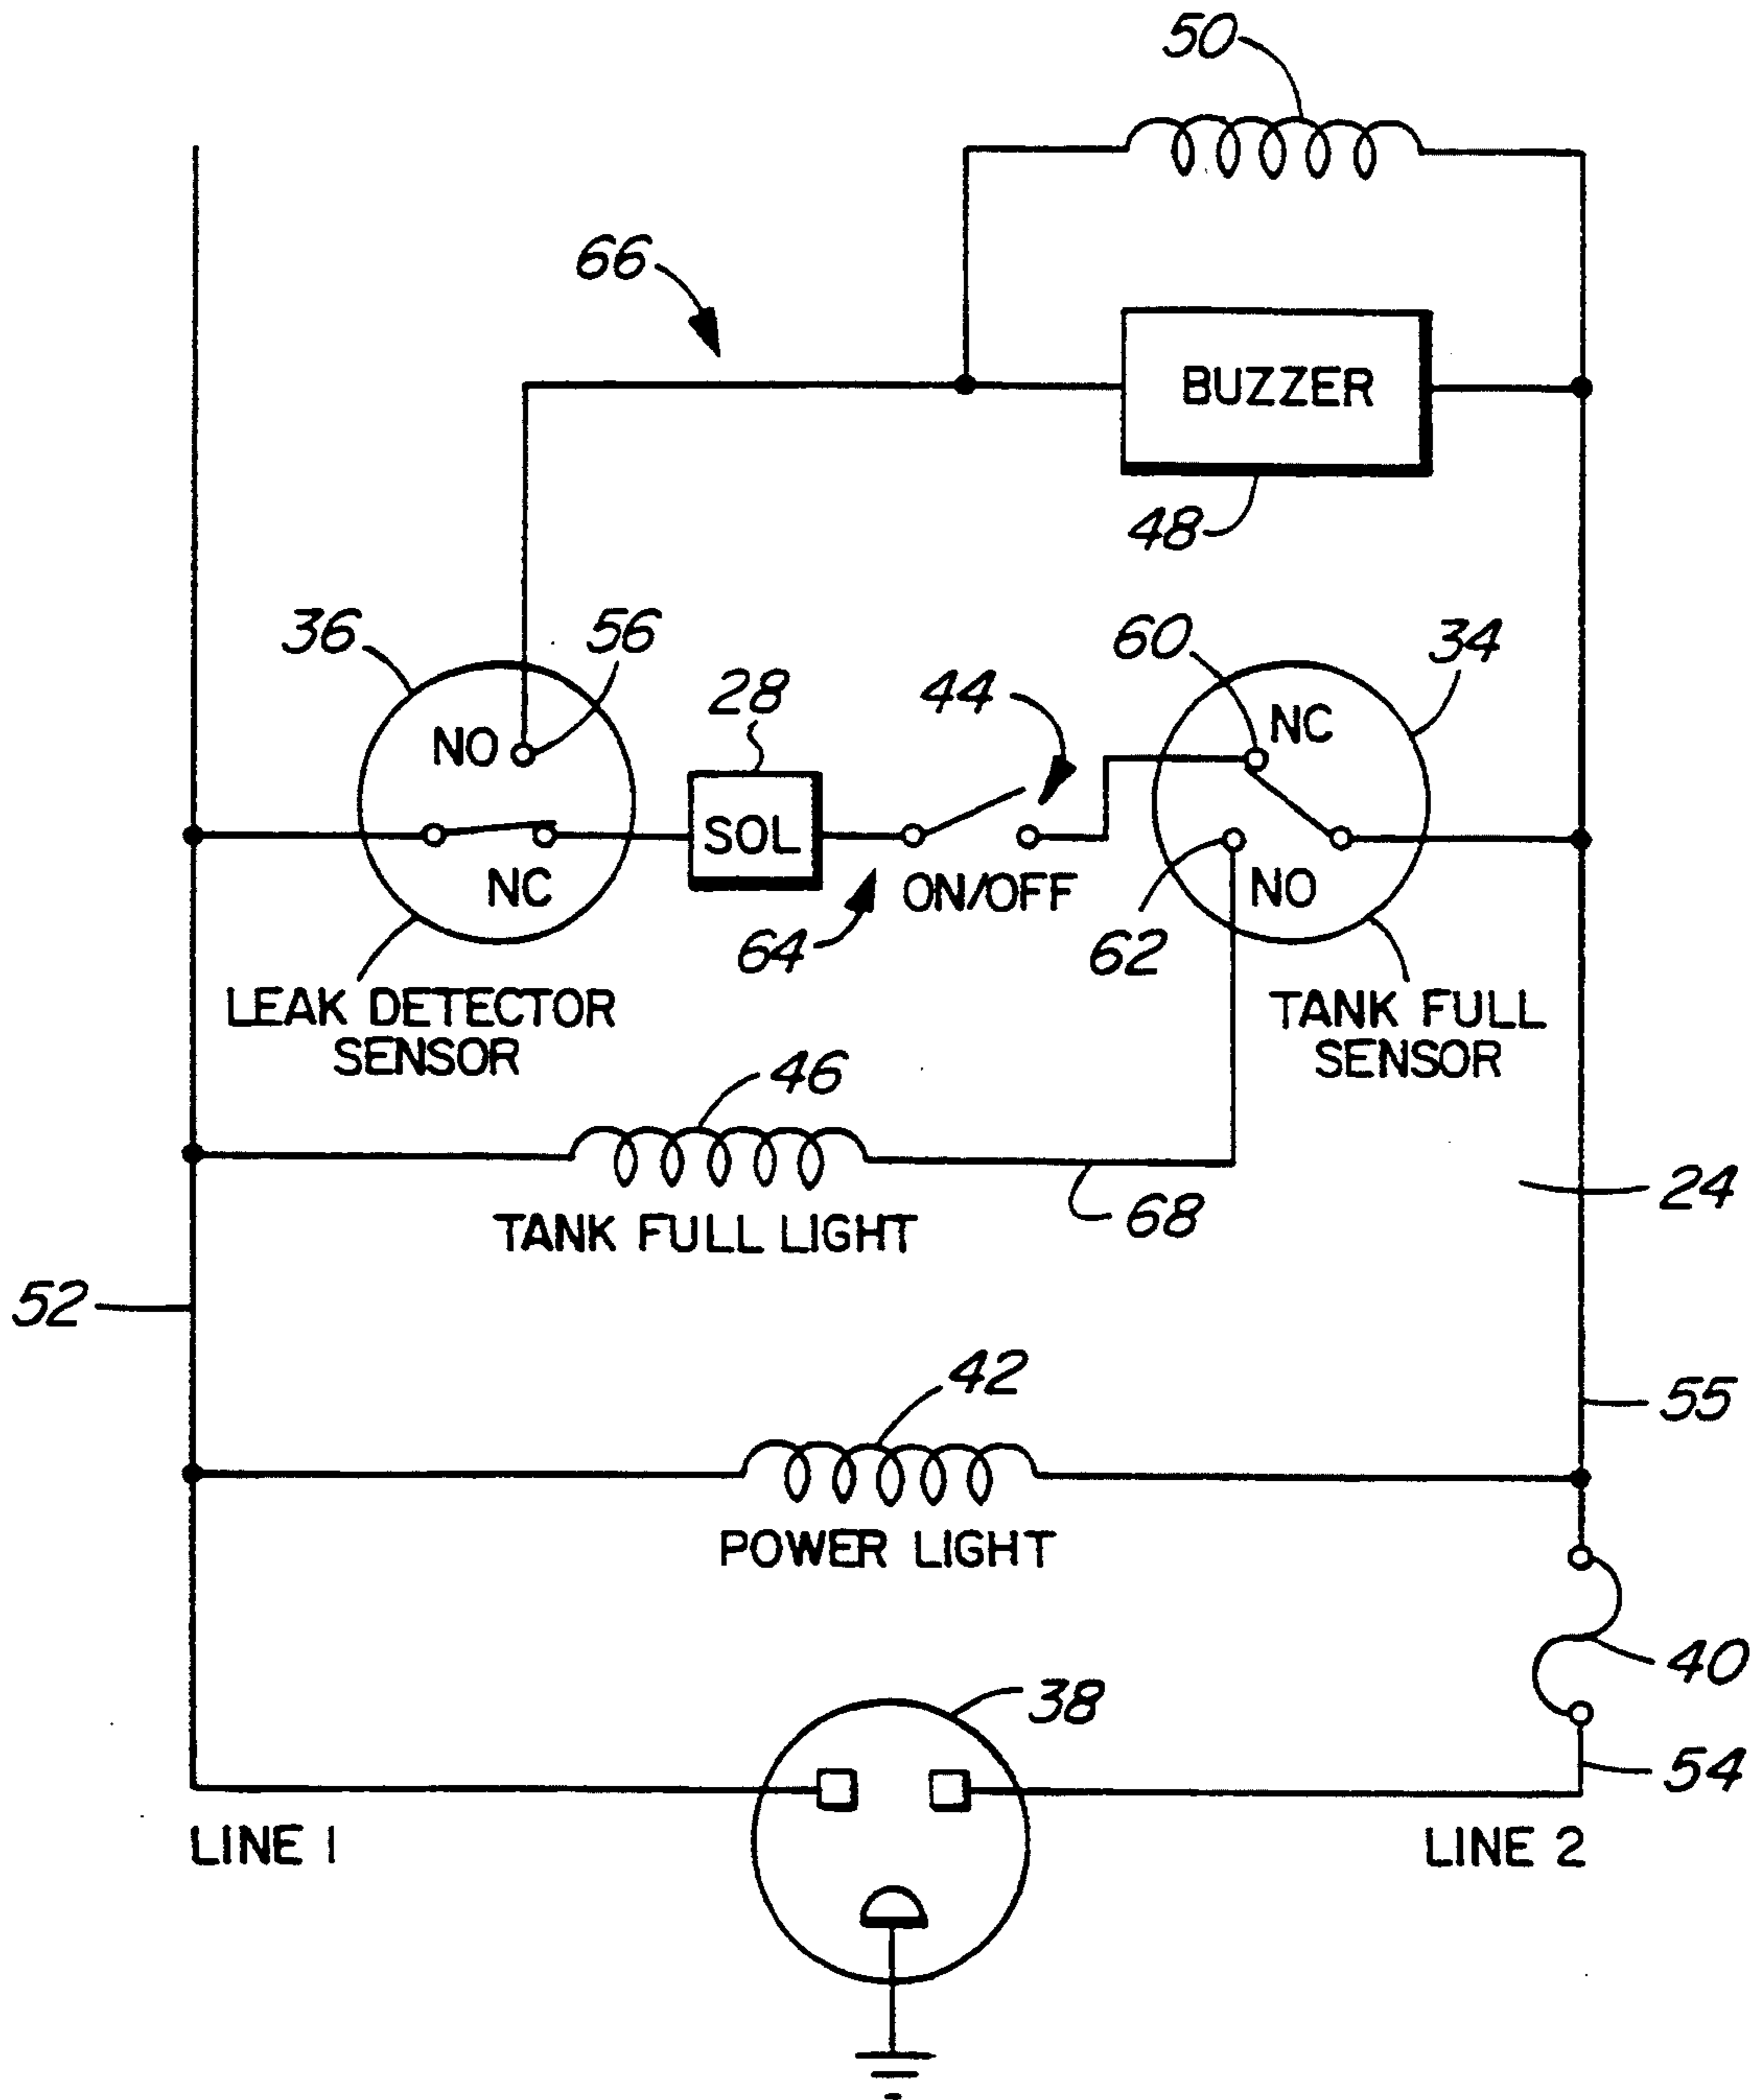 50
66
BUZZER
48
36
56
28
44
60
34
NO
NC
SOL
NC
ON/OFF
NO
64
62
LEAK DETECTOR
SENSOR
TANK FULL
SENSOR
46
TANK FULL LIGHT
68
24
52
42
55
POWER LIGHT
40
38
54
LINE 1
LINE 2